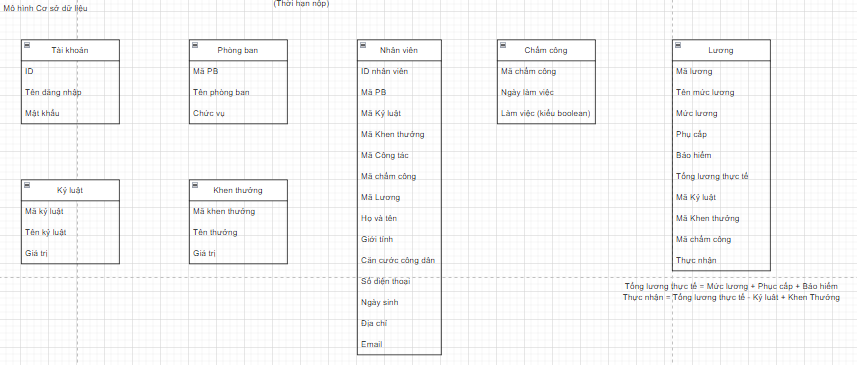 (Thời hạn nộp)
Mô hình Cơ sở dữ liệu
Tài khoản
ID
Tên đăng nhập
Mật khẩu
Phòng ban
Mã PB
Tên phòng ban
Chức vụ
Nhân viên
ID nhân viên
Mã PB
Mã Kỷ luật
Mã Khen thưởng
Mã Công tác
Mã chấm công
Mã Lương
Họ và tên
Giới tính
Căn cước công dân
Số điện thoại
Ngày sinh
Địa chỉ
Email
Chấm công
Mã chấm công
Ngày làm việc
Làm việc (kiểu boolean)
Lương
Mã lương
Tên mức lương
Mức lương
Phụ cấp
Bảo hiểm
Tổng lương thực tế
Mã Kỷ luật
Mã Khen thưởng
Mã chấm công
Thực nhận
Kỷ luật
Mã kỷ luật
Tên kỷ luật
Giá trị
Khen thưởng
Mã khen thưởng
Tên thưởng
Giá trị
Tổng lương thực tế = Mức lương + Phục cấp + Bảo hiểm
Thực nhận = Tổng lương thực tế - Kỷ luật + Khen Thưởng